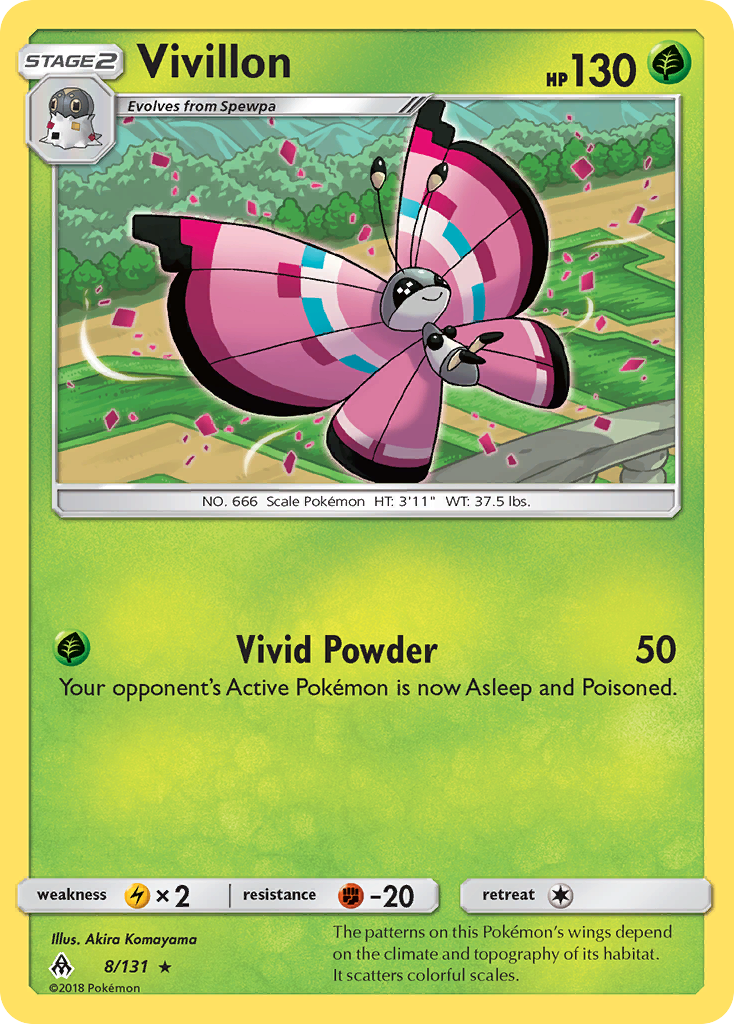 STAGE2 Vivillon HP 130
Evolves from Spewpa
NO. 666 Scale Pokémon HT: 3'11" WT: 37.5 lbs.
Vivid Powder 50
Your opponent's Active Pokémon is now Asleep and Poisoned.
weakness ×2 resistance -20 retreat
Illus. Akira Komayama
8/131 ★
©2018 Pokémon
The patterns on this Pokémon's wings depend
on the climate and topography of its habitat.
It scatters colorful scales.